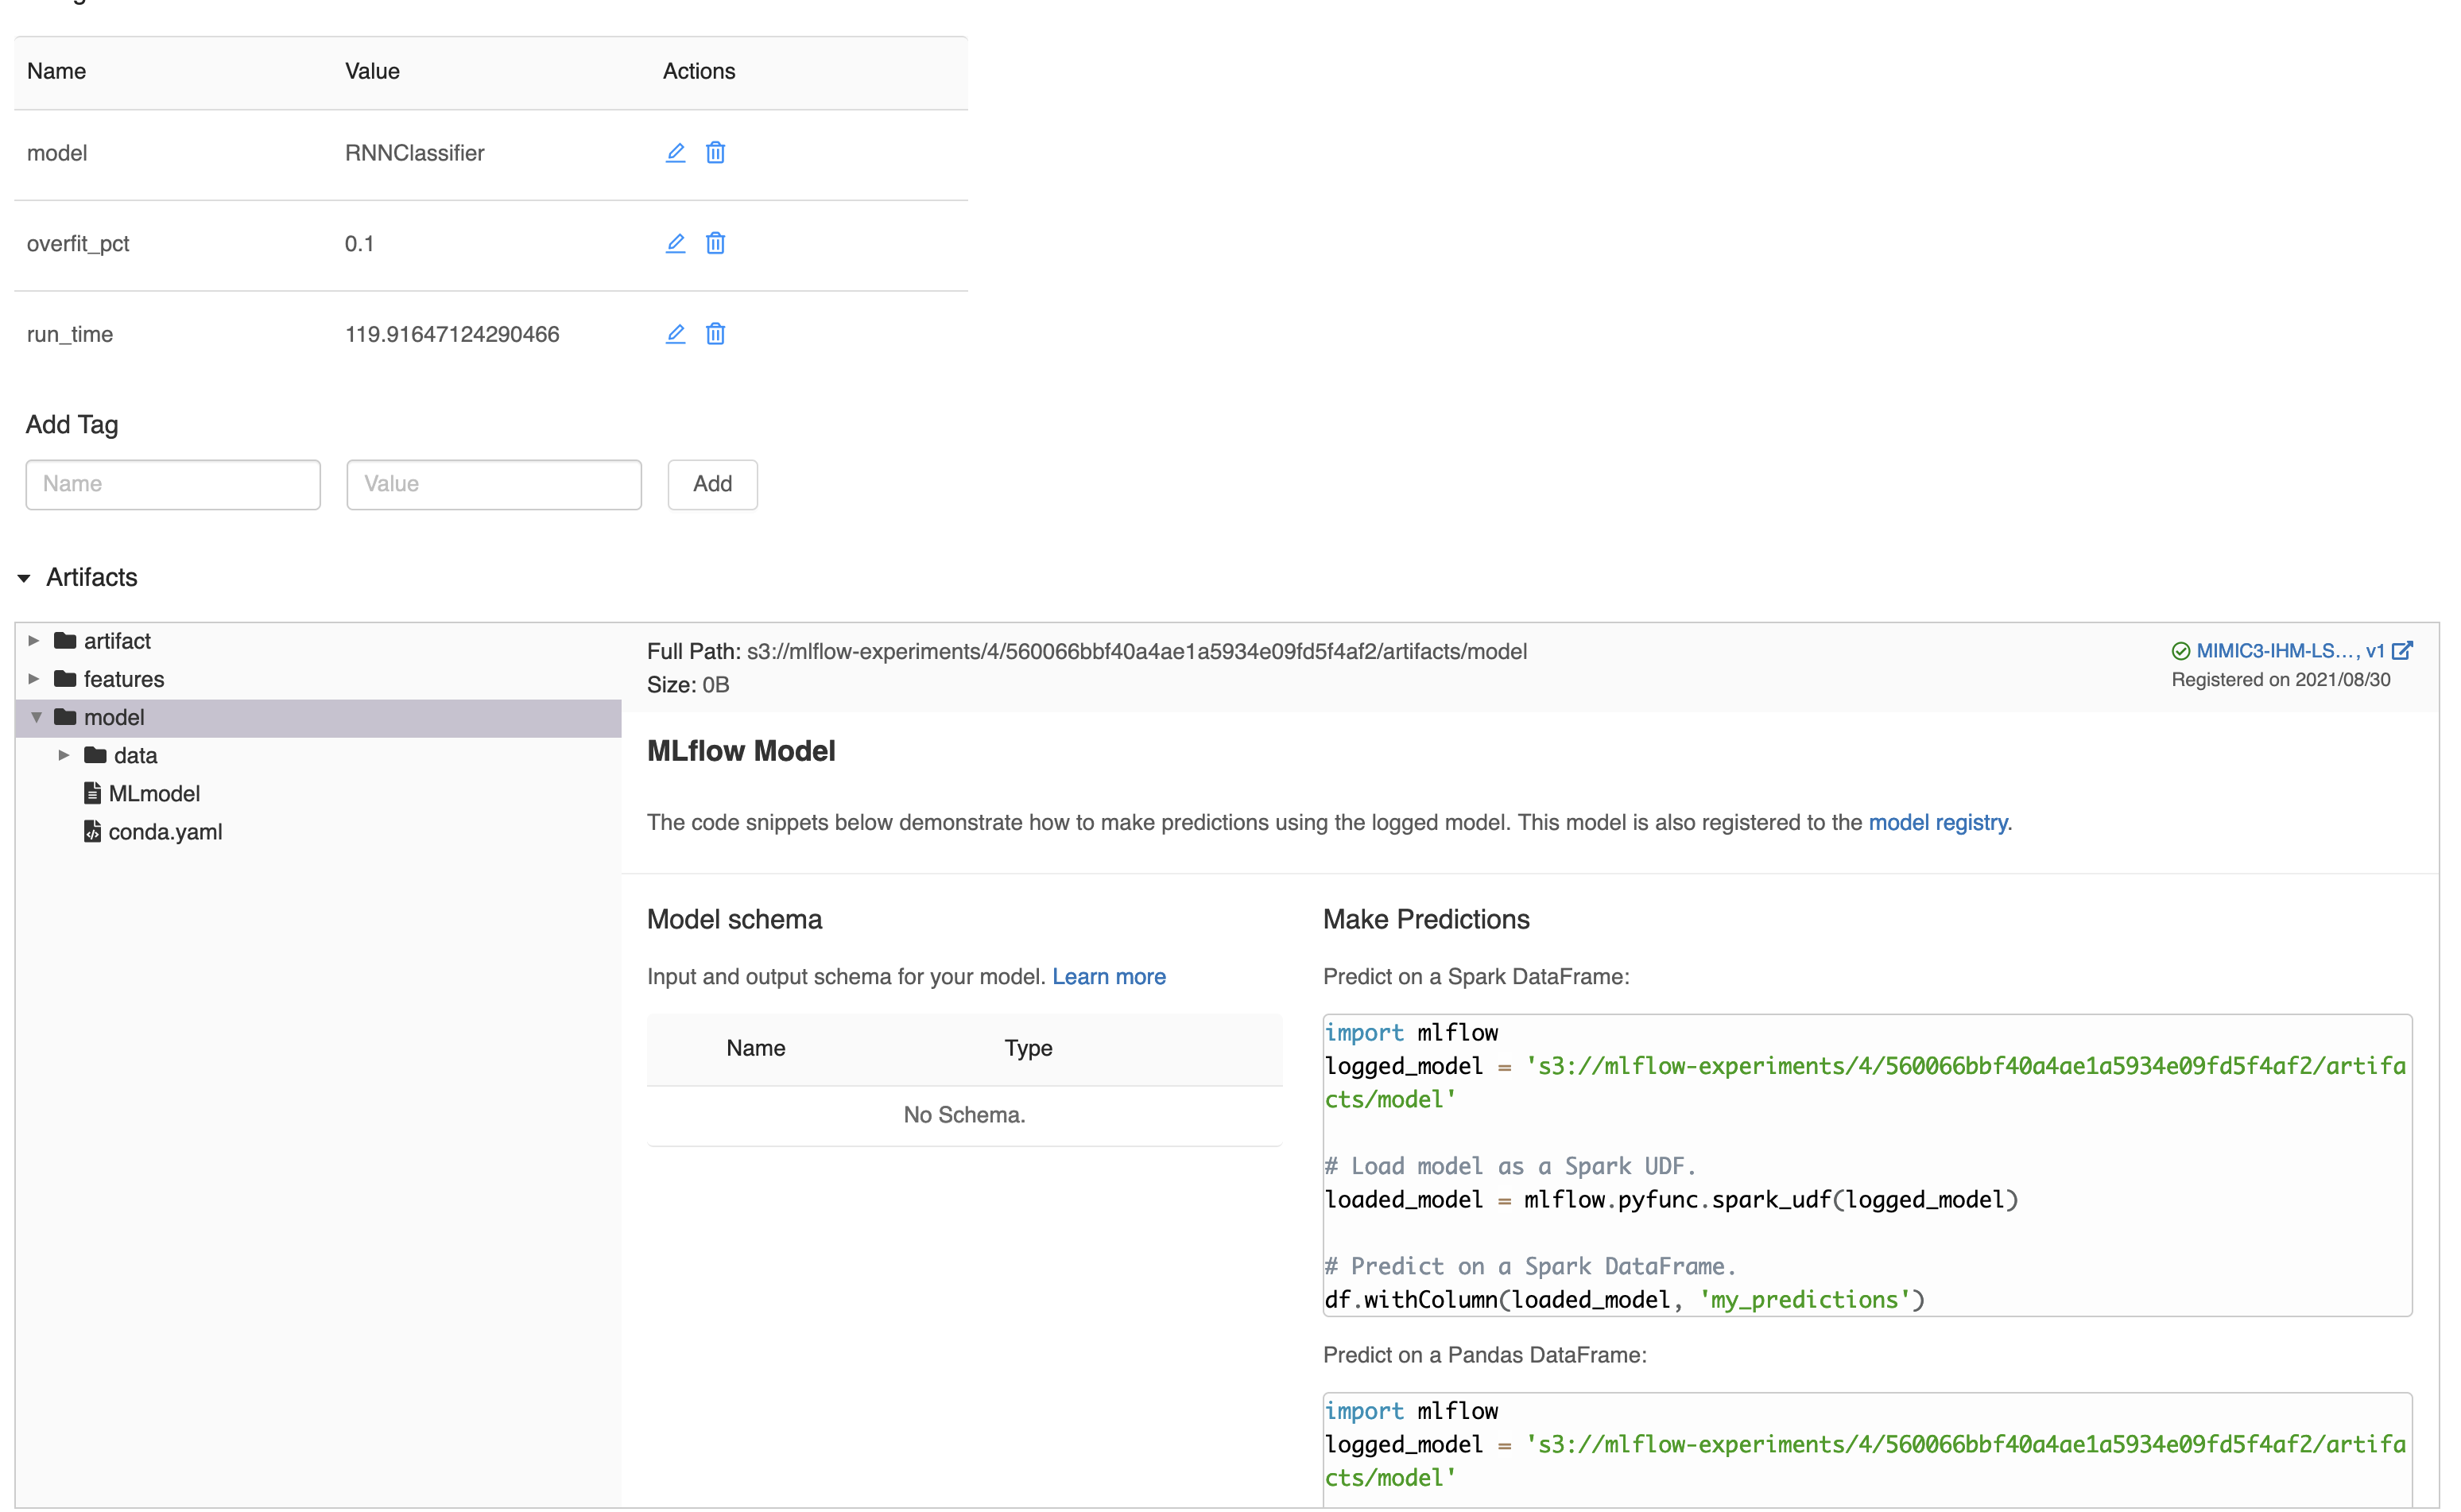 Name Value Actions
model RNNClassifier
overfit_pct 0.1
run_time 119.91647124290466
Add Tag
Name Value Add
Artifacts
artifact
features
model
data
MLmodel
conda.yaml
Full Path: s3://mlflow-experiments/4/560066bbf40a4ae1a5934e09fd5f4af2/artifacts/model
Size: 0B
MIMIC3-IHM-LS..., v1
Registered on 2021/08/30
MLflow Model
The code snippets below demonstrate how to make predictions using the logged model. This model is also registered to the model registry.
Model schema
Input and output schema for your model. Learn more
Name Type
No Schema.
Make Predictions
Predict on a Spark DataFrame:
import mlflow
logged_model = 's3://mlflow-experiments/4/560066bbf40a4ae1a5934e09fd5f4af2/artifa
cts/model'
# Load model as a Spark UDF.
loaded_model = mlflow.pyfunc.spark_udf(logged_model)
# Predict on a Spark DataFrame.
df.withColumn(loaded_model, 'my_predictions')
Predict on a Pandas DataFrame:
import mlflow
logged_model = 's3://mlflow-experiments/4/560066bbf40a4ae1a5934e09fd5f4af2/artifa
cts/model'